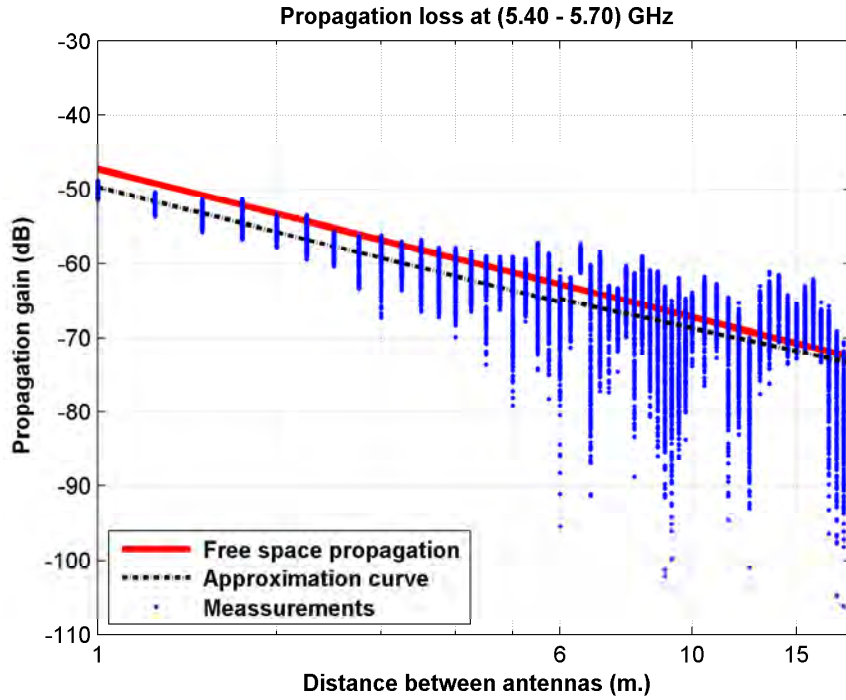 Propagation loss at (5.40 - 5.70) GHz
Propagation gain (dB)
-30
-40
-50
-60
-70
-80
-90
-100
-110
Free space propagation
Approximation curve
Meassurements
1
6
10
15
Distance between antennas (m.)